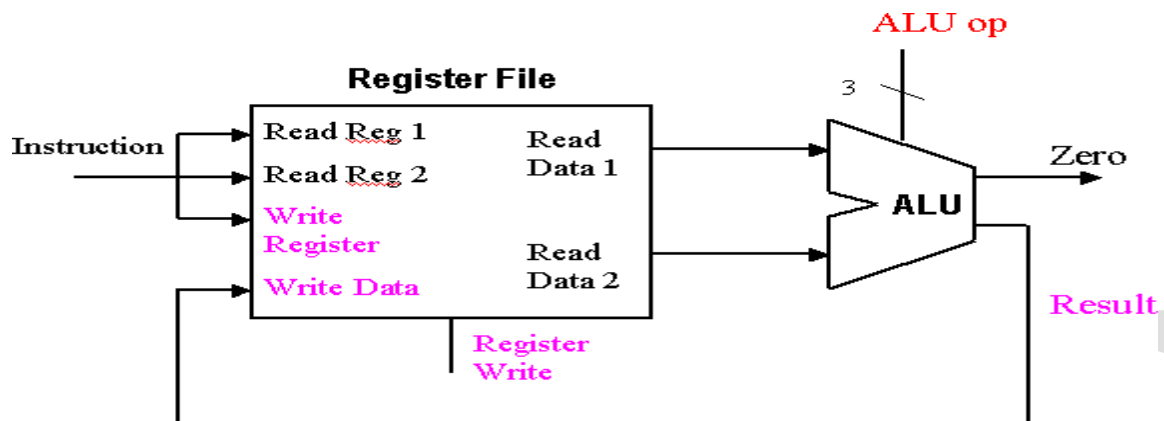 ALU op
3
Register File
Instruction
Read Reg 1
Read Reg 2
Write
Register
Write Data
Read
Data 1
Read
Data 2
Register
Write
ALU
Zero
Result